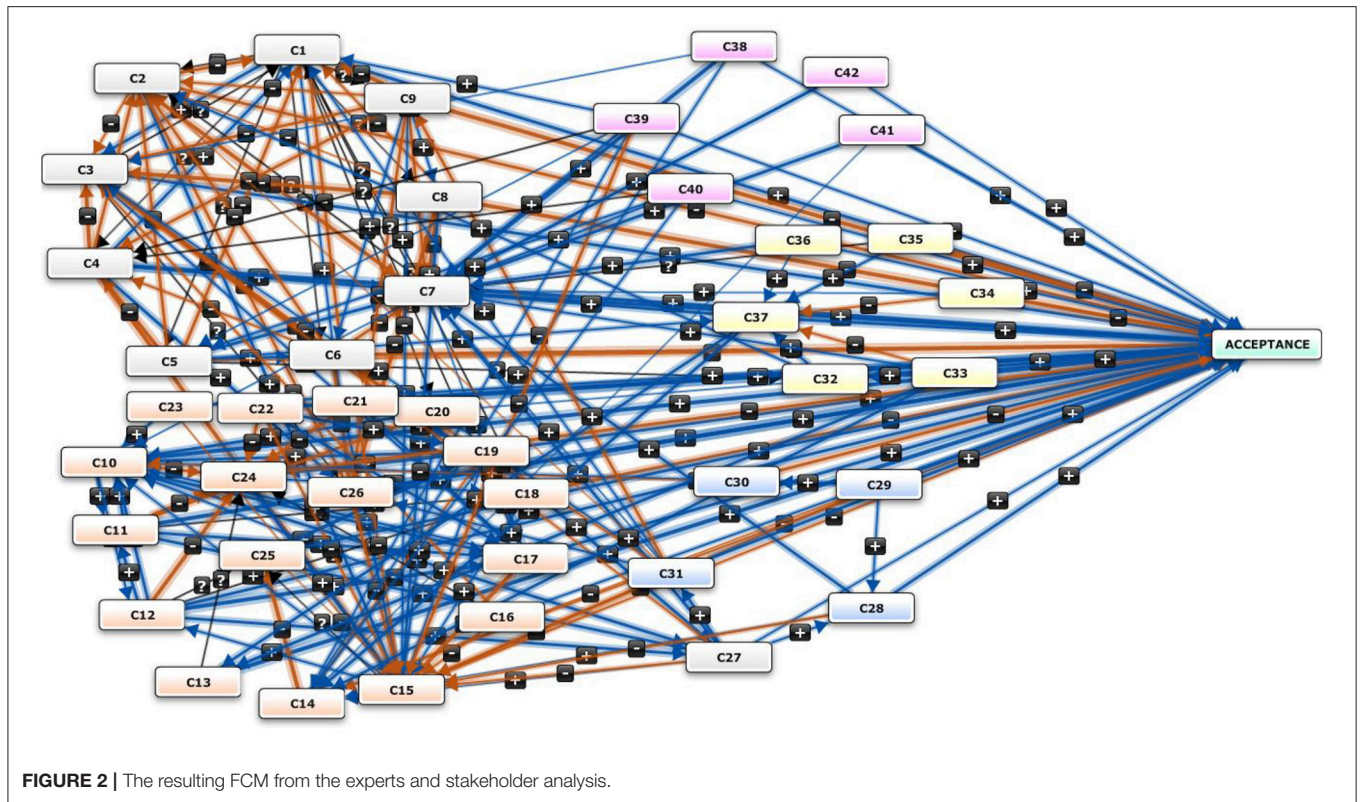 C1
C38
C2
C42
C9
C39
C41
C3
C40
C8
C36
C35
C4
C7
C34
C37
ACCEPTANCE
C5
C6
C32
C33
C23
C22
C21
C20
C10
C19
C24
C26
C18
C30
C29
C11
C25
C17
C31
C12
C16
C28
C27
C13
C14
C15
FIGURE 2 | The resulting FCM from the experts and stakeholder analysis.